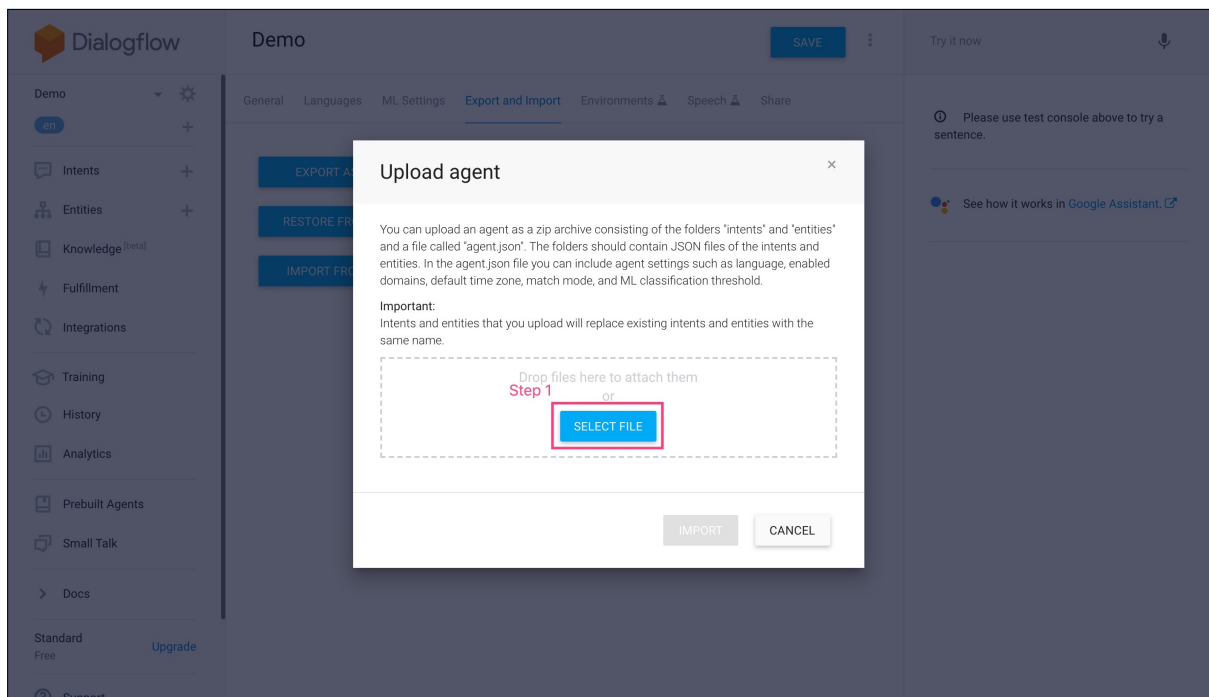 Dialogflow
Demo
SAVE
Try it now
Demo
en
General Languages ML Settings Export and Import Environments Speech Share
Please use test console above to try a
sentence.
Intents
Entities
Knowledge [beta]
Fulfillment
Integrations
Training
History
Analytics
Prebuilt Agents
Small Talk
Docs
Standard
Free
Upgrade
Support
EXPORT A
RESTORE FR
IMPORT FRO
Upload agent
You can upload an agent as a zip archive consisting of the folders "intents" and "entities"
and a file called "agent.json". The folders should contain JSON files of the intents and
entities. In the agent.json file you can include agent settings such as language, enabled
domains, default time zone, match mode, and ML classification threshold.
Important:
Intents and entities that you upload will replace existing intents and entities with the
same name.
Drop files here to attach them
Step 1
or
SELECT FILE
IMPORT
CANCEL
See how it works in Google Assistant.